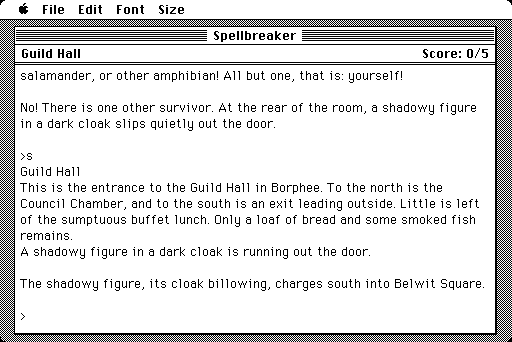 File Edit Font Size
Spellbreaker
Guild Hall Score: 0/5
salamander, or other amphibian! All but one, that is: yourself!
No! There is one other survivor. At the rear of the room, a shadowy figure
in a dark cloak slips quietly out the door.
>s
Guild Hall
This is the entrance to the Guild Hall in Borphee. To the north is the
Council Chamber, and to the south is an exit leading outside. Little is left
of the sumptuous buffet lunch. Only a loaf of bread and some smoked fish
remains.
A shadowy figure in a dark cloak is running out the door.
The shadowy figure, its cloak billowing, charges south into Belwit Square.
>